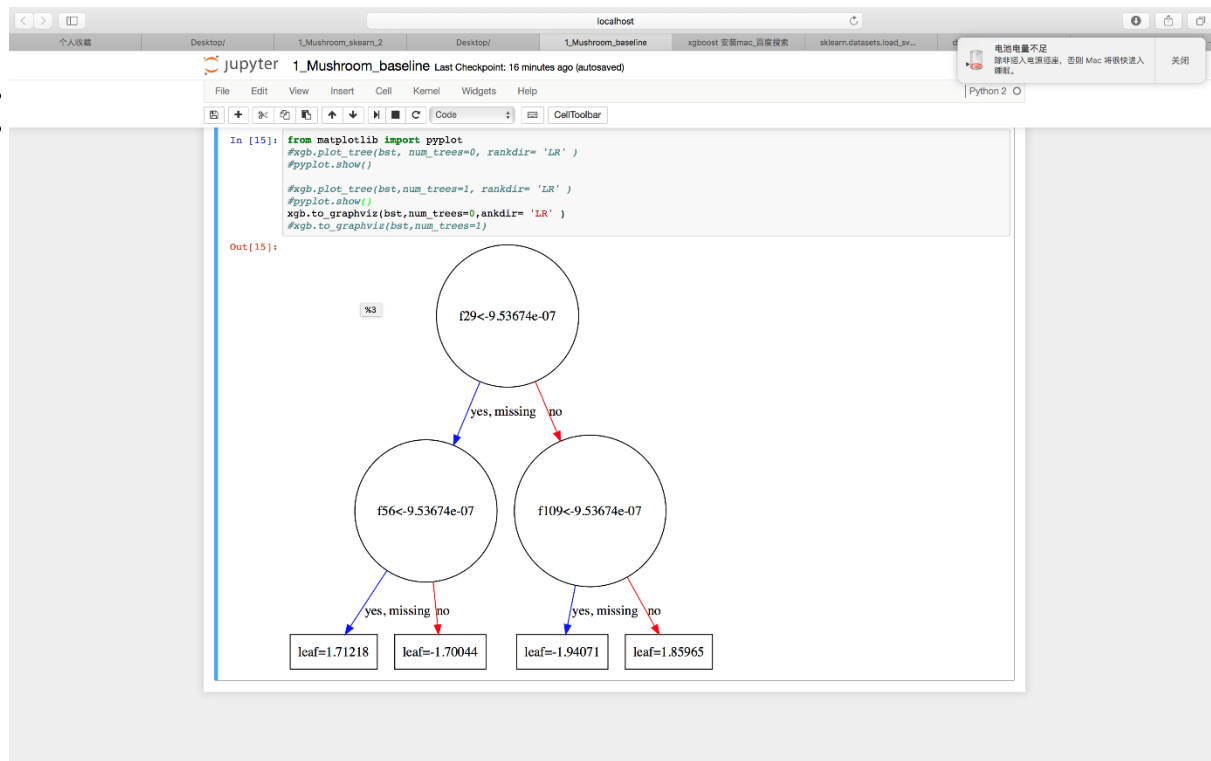 localhost
个人收藏
Desktop/
1_Mushroom_skearn_2
Desktop/
1_Mushroom_baseline
xgboost 安装mac_百度搜索
sklearn.datasets.load_sv...
电池电量不足
除非插入电源插座，否则 Mac 将很快进入
睡眠。
关闭
jupyter 1_Mushroom_baseline Last Checkpoint: 16 minutes ago (autosaved)
File Edit View Insert Cell Kernel Widgets Help
Python 2
Code
CellToolbar
In [15]: from matplotlib import pyplot
#xgb.plot_tree(bst, num_trees=0, rankdir= 'LR' )
#pyplot.show()
#xgb.plot_tree(bst,num_trees=1, rankdir= 'LR' )
#pyplot.show()
xgb.to_graphviz(bst,num_trees=0,ankdir= 'LR' )
#xgb.to_graphviz(bst,num_trees=1)
Out[15]:
%3
f29<-9.53674e-07
yes, missing
no
f56<-9.53674e-07
f109<-9.53674e-07
yes, missing
no
yes, missing
no
leaf=1.71218
leaf=-1.70044
leaf=-1.94071
leaf=1.85965